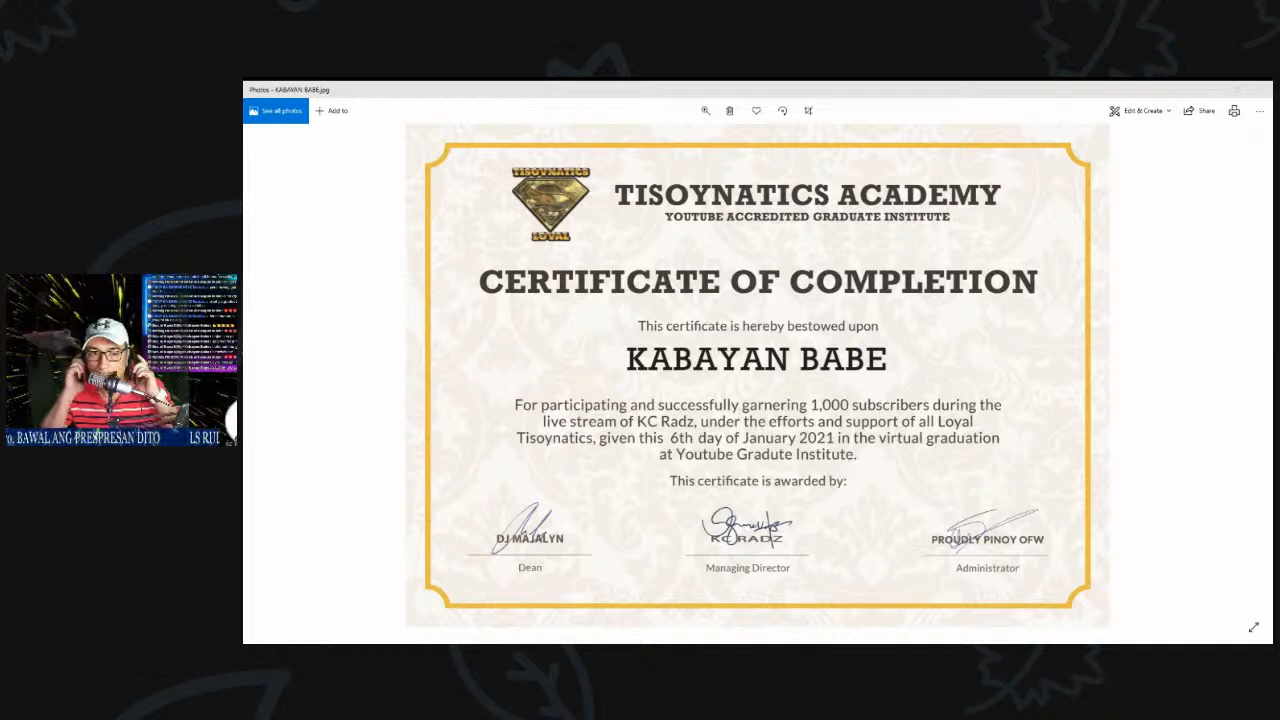 Photos - KABAYAN BABE.jpg
See all photos
Add to
Edit & Create
Share
TISOYNATICS
LOYAL
TISOYNATICS ACADEMY
YOUTUBE ACCREDITED GRADUATE INSTITUTE
CERTIFICATE OF COMPLETION
This certificate is hereby bestowed upon
KABAYAN BABE
For participating and successfully garnering 1,000 subscribers during the
live stream of KC Radz, under the efforts and support of all Loyal
Tisoynatics, given this 6th day of January 2021 in the virtual graduation
at Youtube Gradute Institute.
This certificate is awarded by:
DJ MAJALYN
Dean
KC RADZ
Managing Director
PROUDLY PINOY OFW
Administrator
BAWAL ANG PRESPRESAN DITO LS RUL